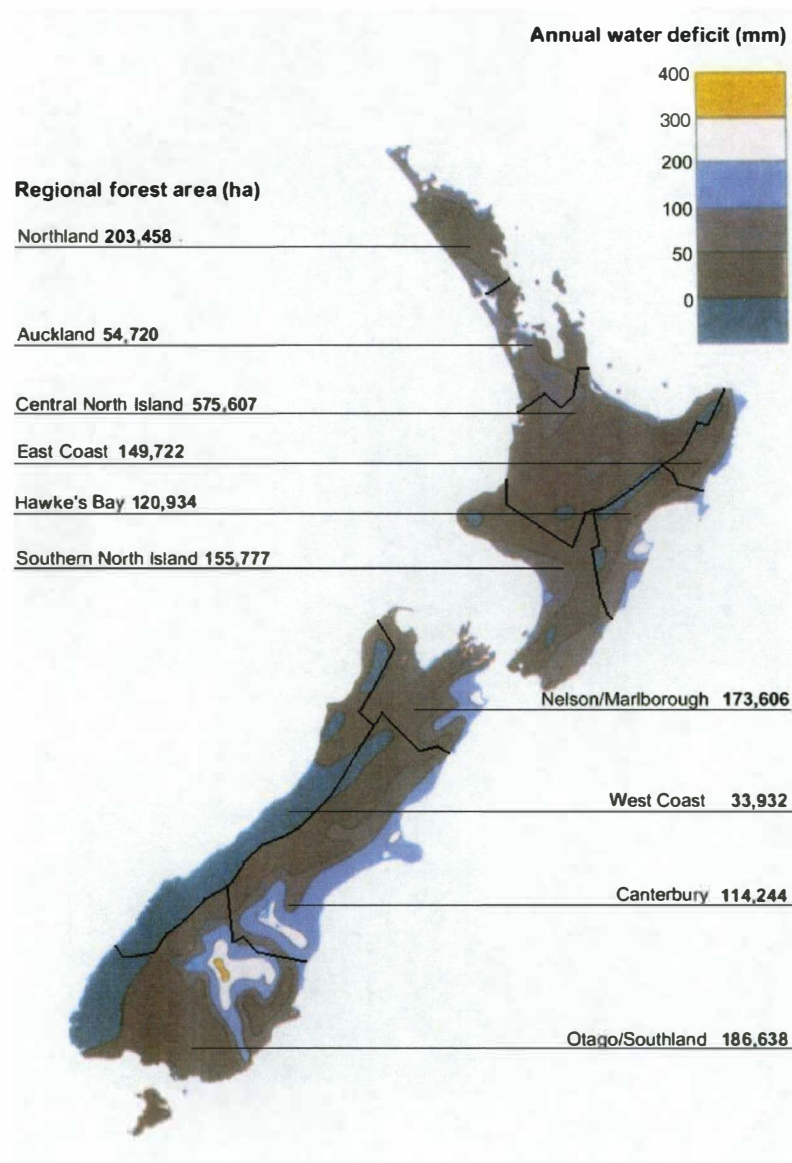 Annual water deficit (mm)
400
300
200
100
50
0
Regional forest area (ha)
Northland 203,458
Auckland 54,720
Central North Island 575,607
East Coast 149,722
Hawke's Bay 120,934
Southern North Island 155,777
Nelson/Marlborough 173,606
West Coast 33,932
Canterbury 114,244
Otago/Southland 186,638